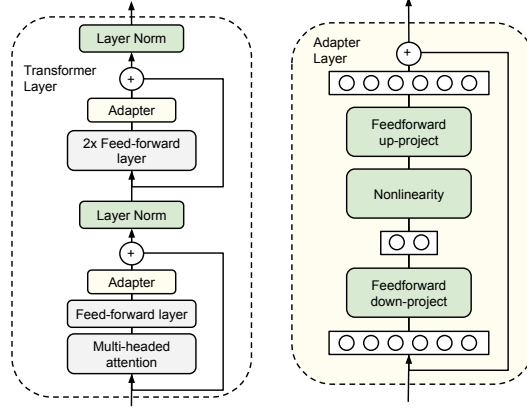 Layer Norm
Transformer
Layer
+
Adapter
2x Feed-forward
layer
Layer Norm
+
Adapter
Feed-forward layer
Multi-headed
attention
Adapter
Layer
+
Feedforward
up-project
Nonlinearity
Feedforward
down-project